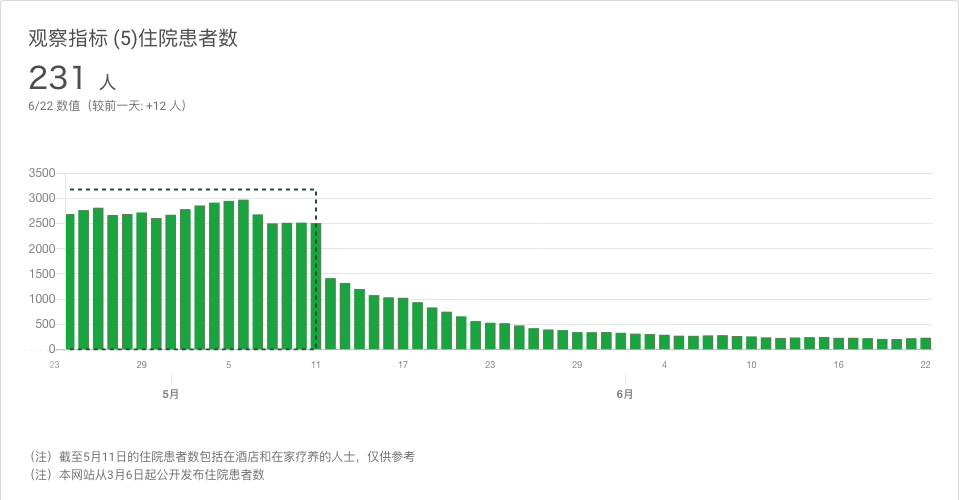 观察指标 (5)住院患者数
231 人
6/22 数值（较前一天: +12 人）
3500
3000
2500
2000
1500
1000
500
0
23 29 5 11 17 23 29 4 10 16 22
5月 6月
（注）截至5月11日的住院患者数包括在酒店和在家疗养的人士，仅供参考
（注）本网站从3月6日起公开发布住院患者数